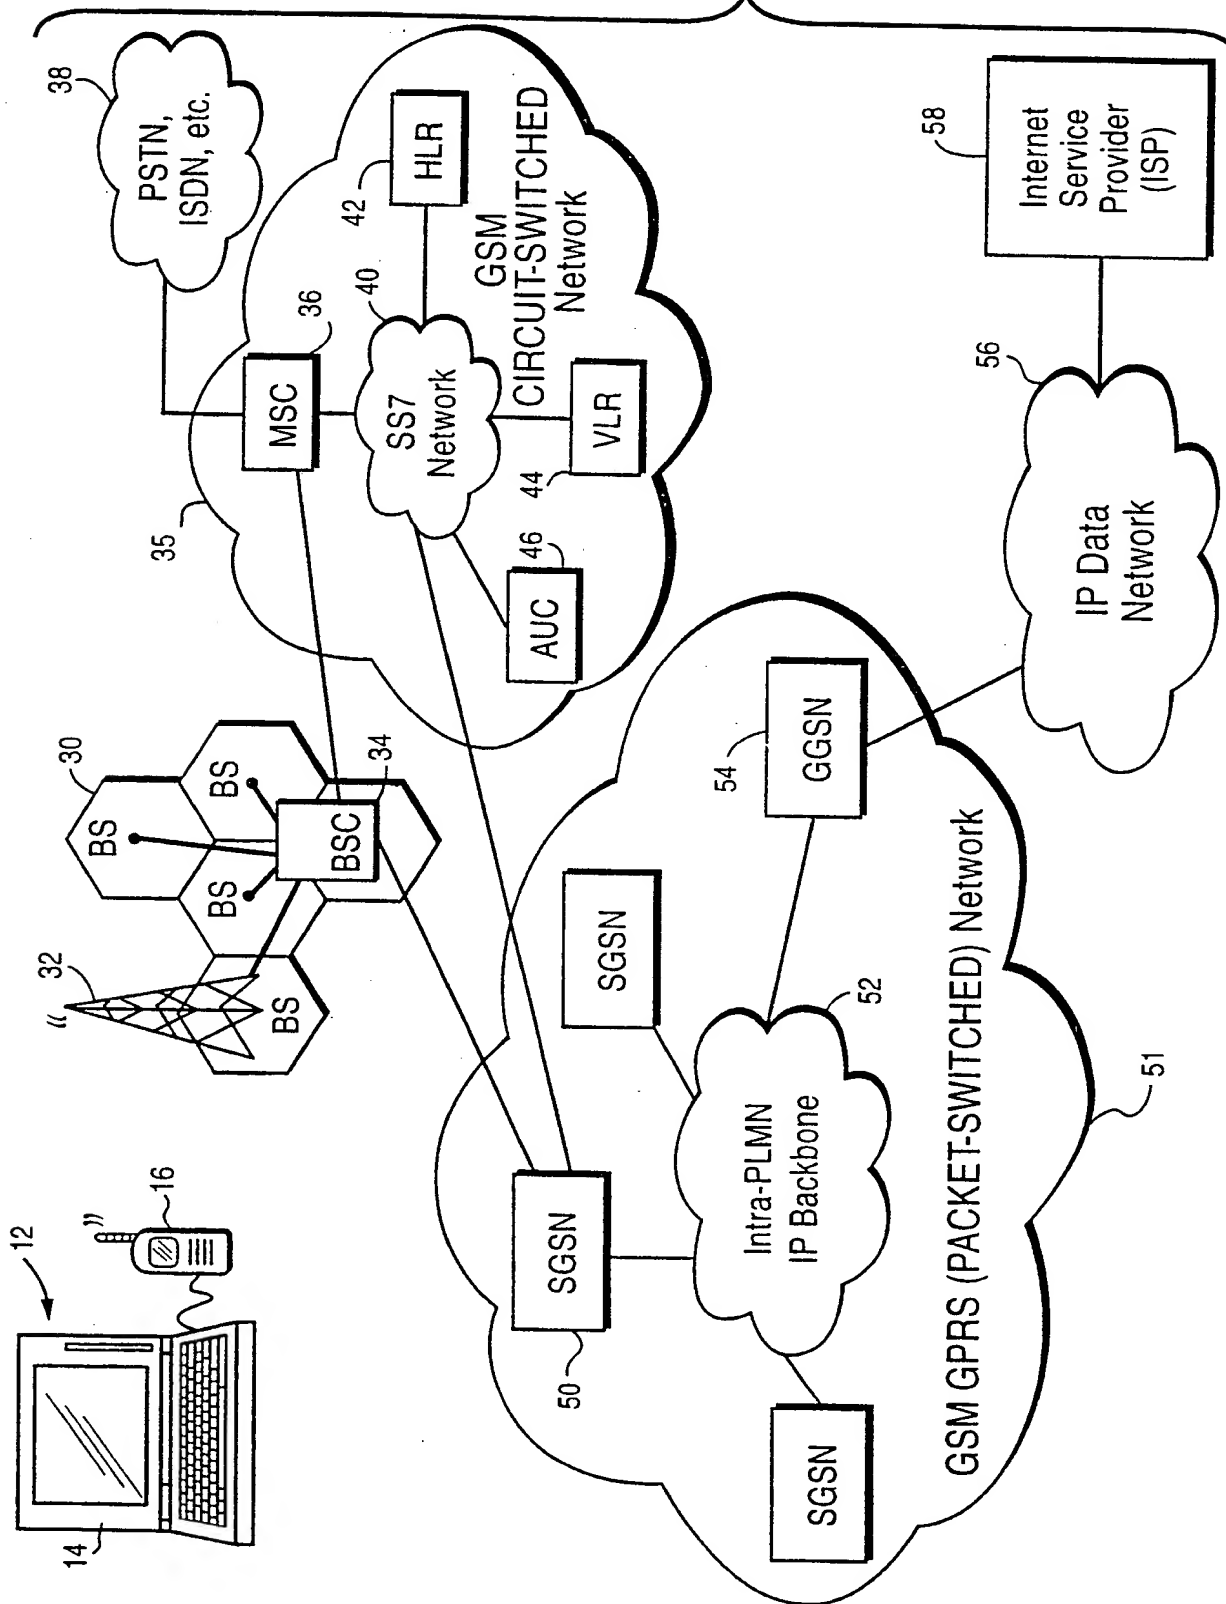 12
14
16
32
BS
BS
BS
BS
30
BSC
34
35
PSTN,
ISDN, etc.
38
MSC
36
SS7
Network
40
HLR
42
VLR
44
AUC
46
GSM
CIRCUIT-SWITCHED
Network
SGSN
50
SGSN
SGSN
Intra-PLMN
IP Backbone
52
GGSN
54
GSM GPRS (PACKET-SWITCHED) Network
51
IP Data
Network
56
Internet
Service
Provider
(ISP)
58